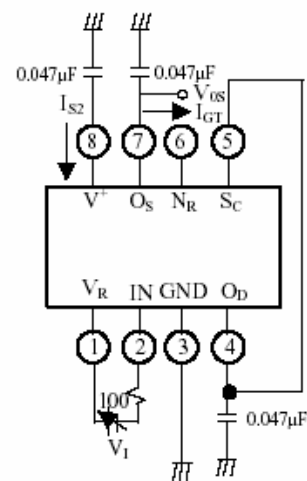 0.047μF
0.047μF
V0S
IS2
IGT
8
7
6
5
V+
OS
NR
SC
VR
IN
GND
OD
1
2
3
4
100
VI
0.047μF